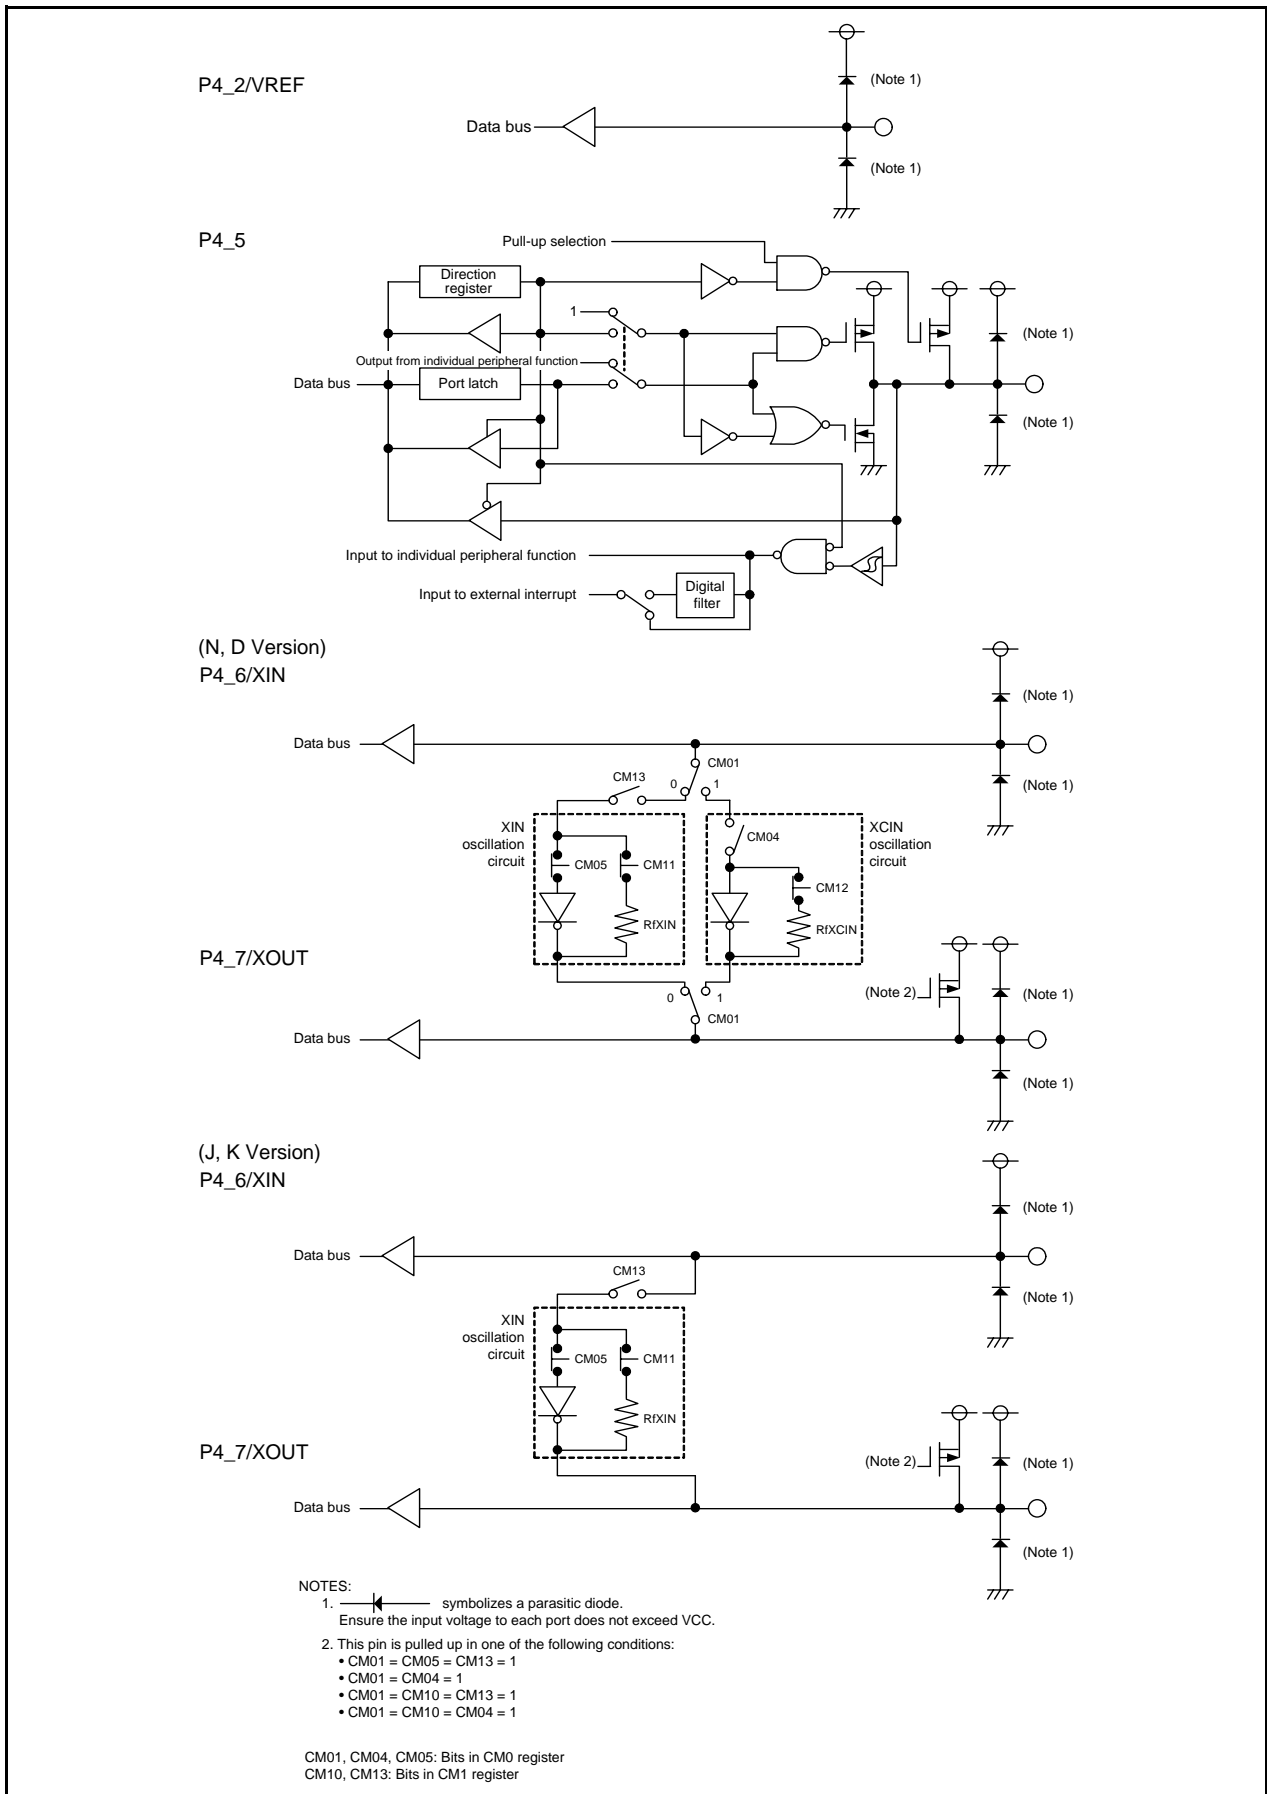 P4_2/VREF
(Note 1)
Data bus
(Note 1)
P4_5
Pull-up selection
Direction
register
1
Output from individual peripheral function
(Note 1)
Data bus
Port latch
(Note 1)
Input to individual peripheral function
Input to external interrupt
Digital
filter
(N, D Version)
P4_6/XIN
(Note 1)
Data bus
(Note 1)
CM13
CM01
0
1
XIN
oscillation
circuit
CM05
CM11
RfXIN
CM04
CM12
RfXCIN
XCIN
oscillation
circuit
P4_7/XOUT
0
1
CM01
(Note 2)
(Note 1)
Data bus
(Note 1)
(J, K Version)
P4_6/XIN
(Note 1)
Data bus
(Note 1)
CM13
XIN
oscillation
circuit
CM05
CM11
RfXIN
P4_7/XOUT
(Note 2)
(Note 1)
Data bus
(Note 1)
NOTES:
1. symbolizes a parasitic diode.
Ensure the input voltage to each port does not exceed VCC.
2. This pin is pulled up in one of the following conditions:
• CM01 = CM05 = CM13 = 1
• CM01 = CM04 = 1
• CM01 = CM10 = CM13 = 1
• CM01 = CM10 = CM04 = 1
CM01, CM04, CM05: Bits in CM0 register
CM10, CM13: Bits in CM1 register